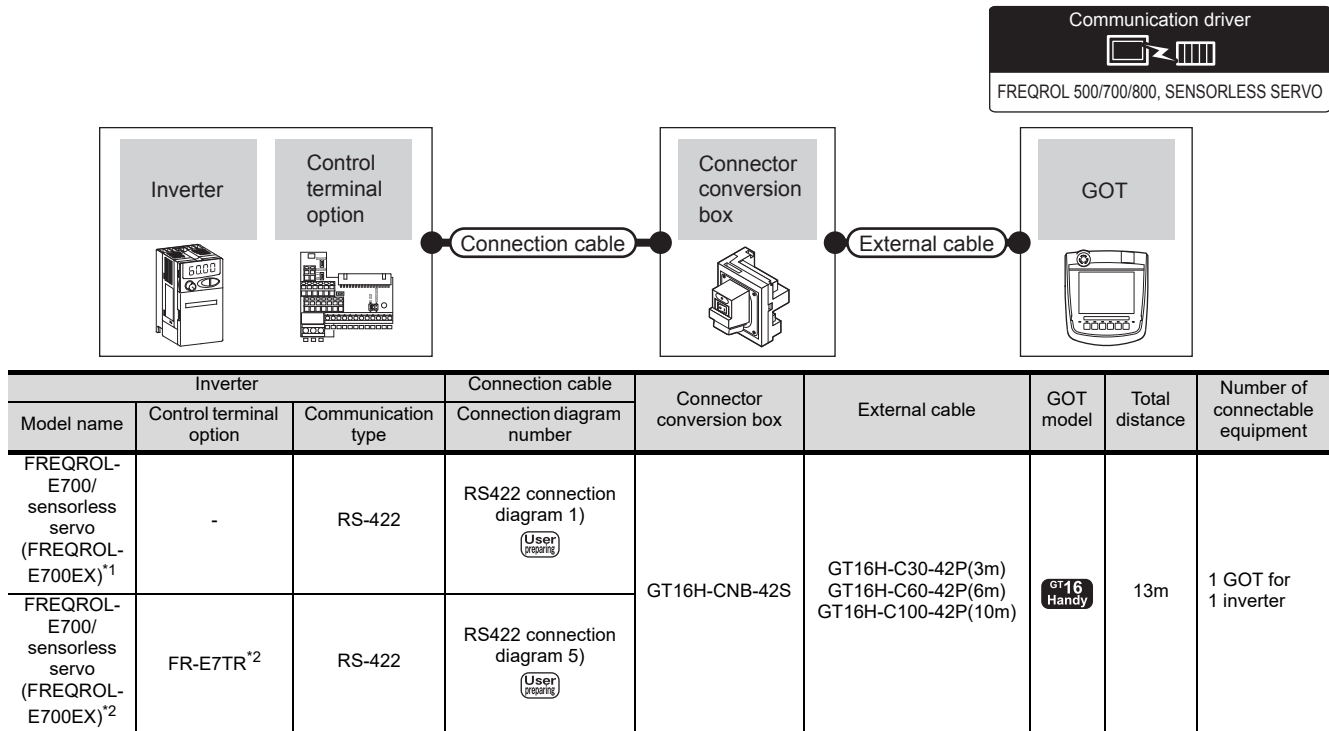 Communication driver
FREQROL 500/700/800, SENSORLESS SERVO
Inverter
60.00
Control
terminal
option
Connection cable
Connector
conversion
box
External cable
GOT
Inverter
Connection cable
Connector
conversion box
External cable
GOT
model
Total
distance
Number of
connectable
equipment
Model name
Control terminal
option
Communication
type
Connection diagram
number
FREQROL-
E700/
sensorless
servo
(FREQROL-
E700EX)*1
-
RS-422
RS422 connection
diagram 1)
User
preparing
GT16H-CNB-42S
GT16H-C30-42P(3m)
GT16H-C60-42P(6m)
GT16H-C100-42P(10m)
GT16
Handy
13m
1 GOT for
1 inverter
FREQROL-
E700/
sensorless
servo
(FREQROL-
E700EX)*2
FR-E7TR*2
RS-422
RS422 connection
diagram 5)
User
preparing